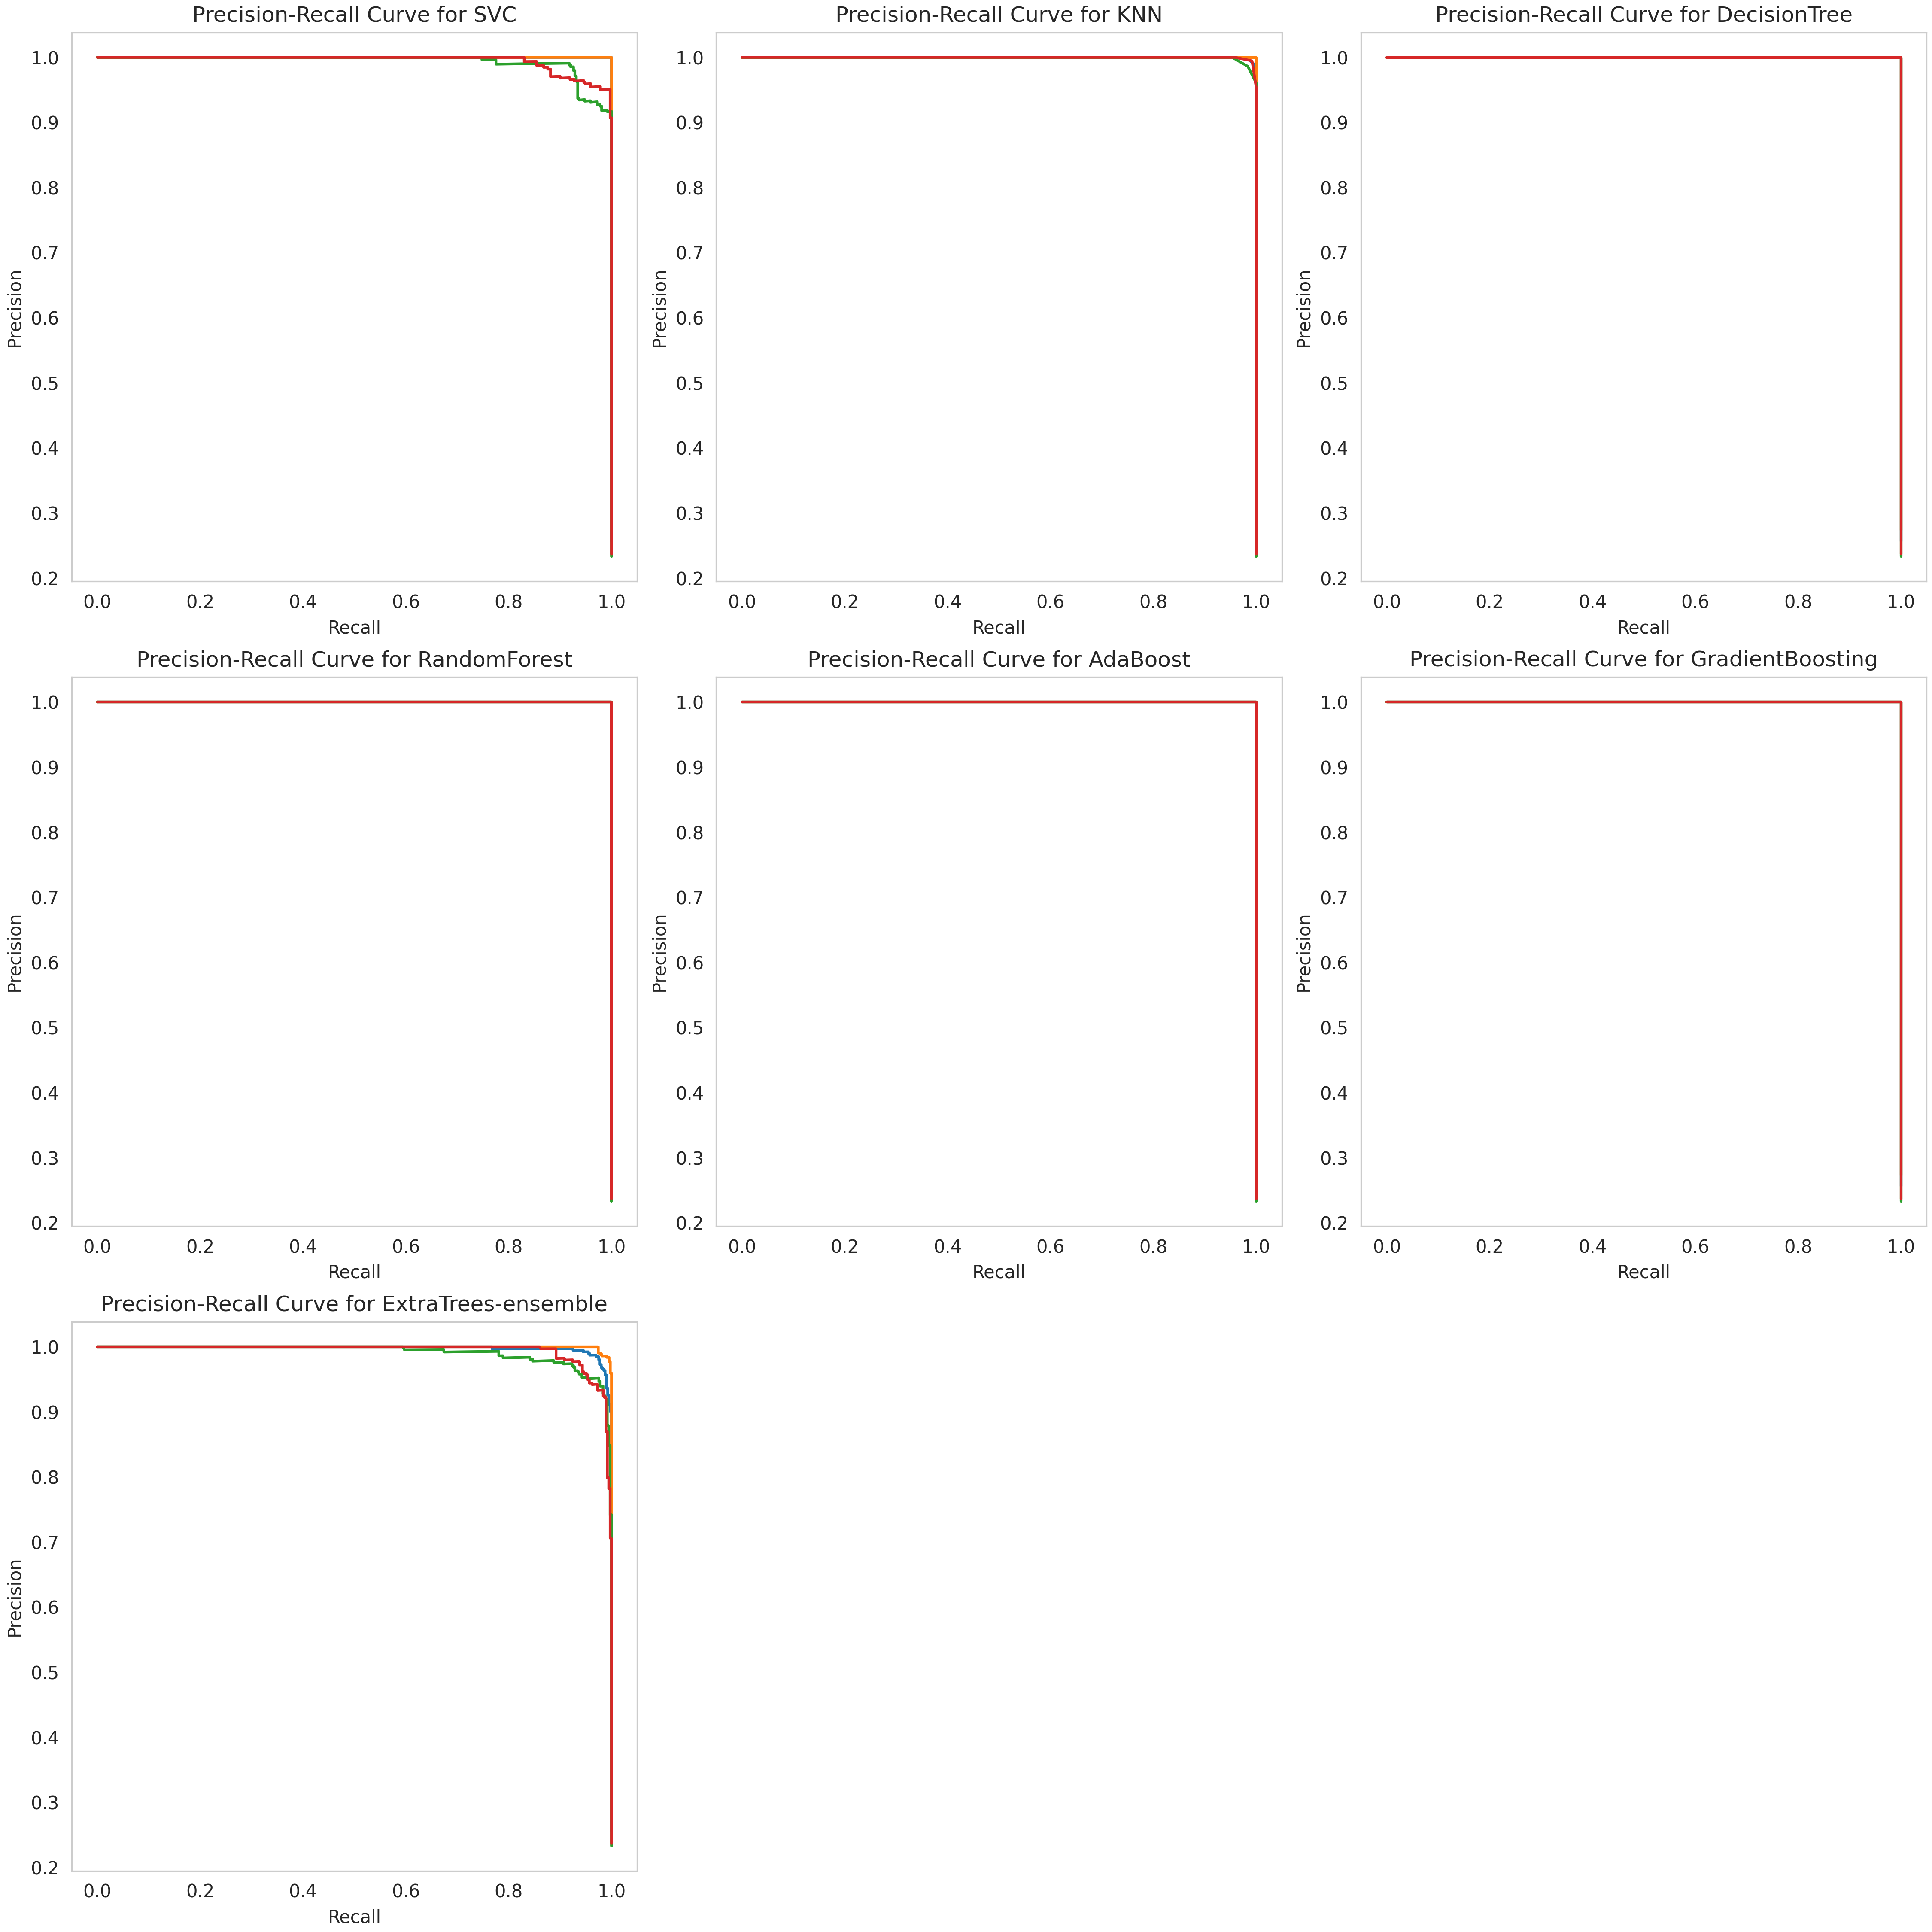 Precision-Recall Curve for SVC
1.0
0.9
0.8
0.7
0.6
0.5
0.4
0.3
0.2
Precision
0.0 0.2 0.4 0.6 0.8 1.0
Recall
Precision-Recall Curve for KNN
1.0
0.9
0.8
0.7
0.6
0.5
0.4
0.3
0.2
Precision
0.0 0.2 0.4 0.6 0.8 1.0
Recall
Precision-Recall Curve for DecisionTree
1.0
0.9
0.8
0.7
0.6
0.5
0.4
0.3
0.2
Precision
0.0 0.2 0.4 0.6 0.8 1.0
Recall
Precision-Recall Curve for RandomForest
1.0
0.9
0.8
0.7
0.6
0.5
0.4
0.3
0.2
Precision
0.0 0.2 0.4 0.6 0.8 1.0
Recall
Precision-Recall Curve for AdaBoost
1.0
0.9
0.8
0.7
0.6
0.5
0.4
0.3
0.2
Precision
0.0 0.2 0.4 0.6 0.8 1.0
Recall
Precision-Recall Curve for GradientBoosting
1.0
0.9
0.8
0.7
0.6
0.5
0.4
0.3
0.2
Precision
0.0 0.2 0.4 0.6 0.8 1.0
Recall
Precision-Recall Curve for ExtraTrees-ensemble
1.0
0.9
0.8
0.7
0.6
0.5
0.4
0.3
0.2
Precision
0.0 0.2 0.4 0.6 0.8 1.0
Recall